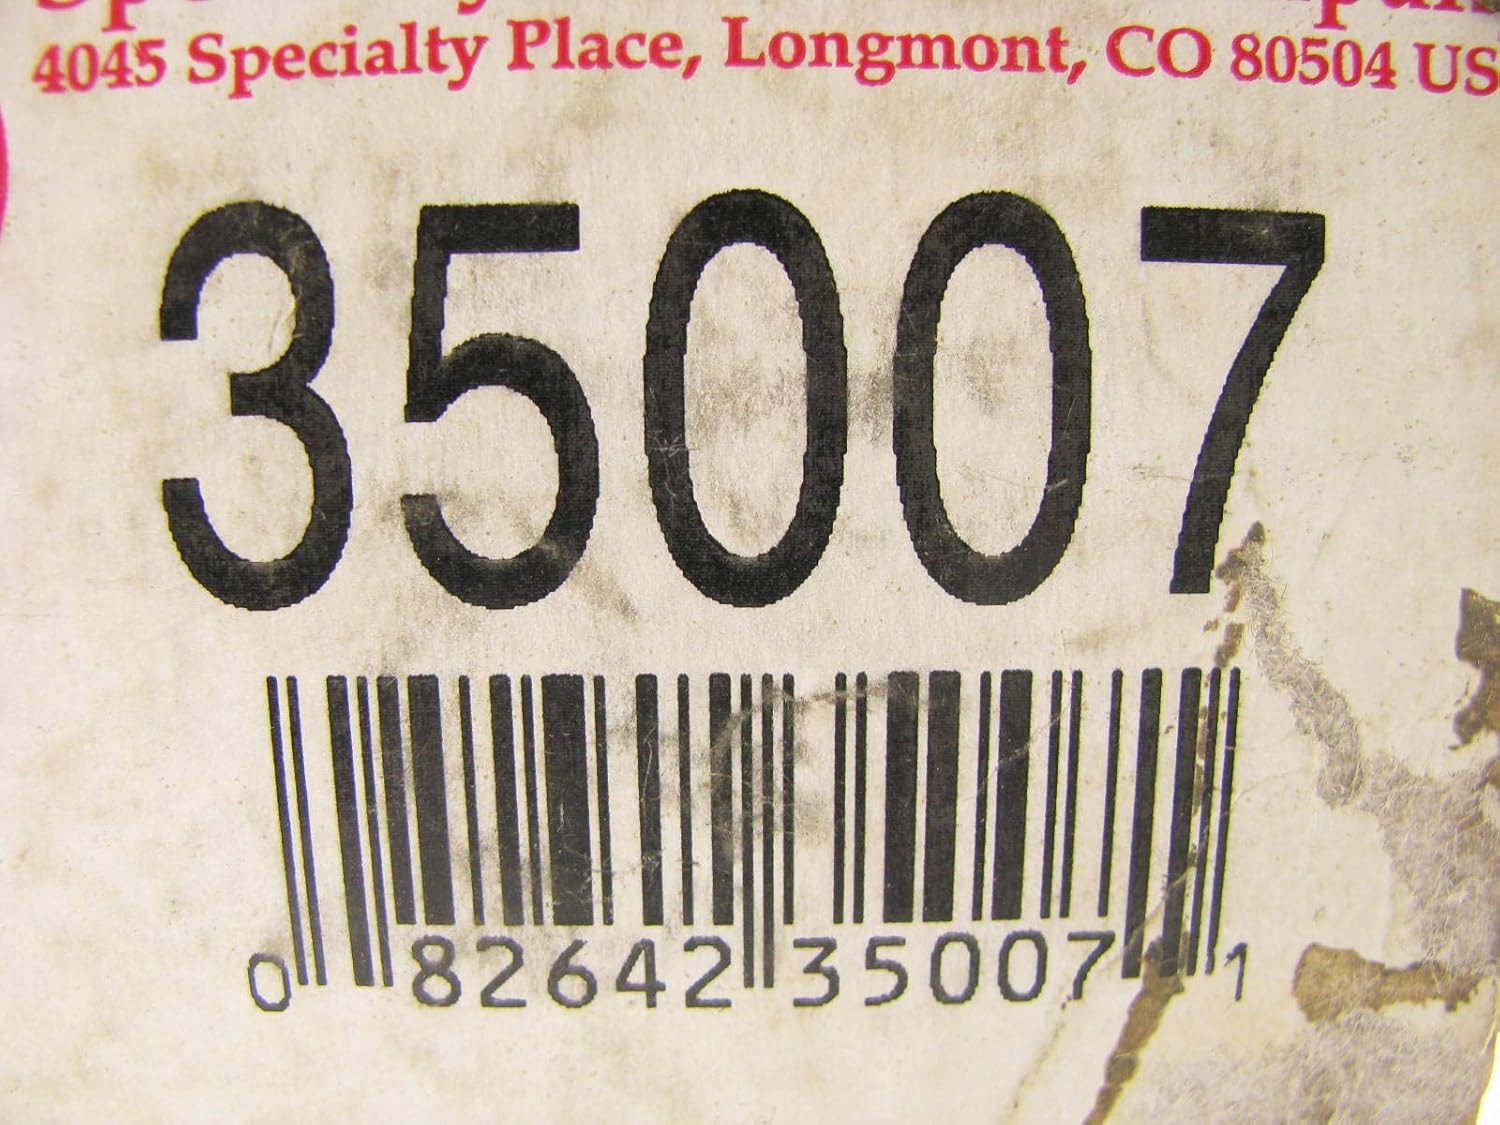 4045 Specialty Place, Longmont, CO 80504 US
35007
0 82642 35007 1